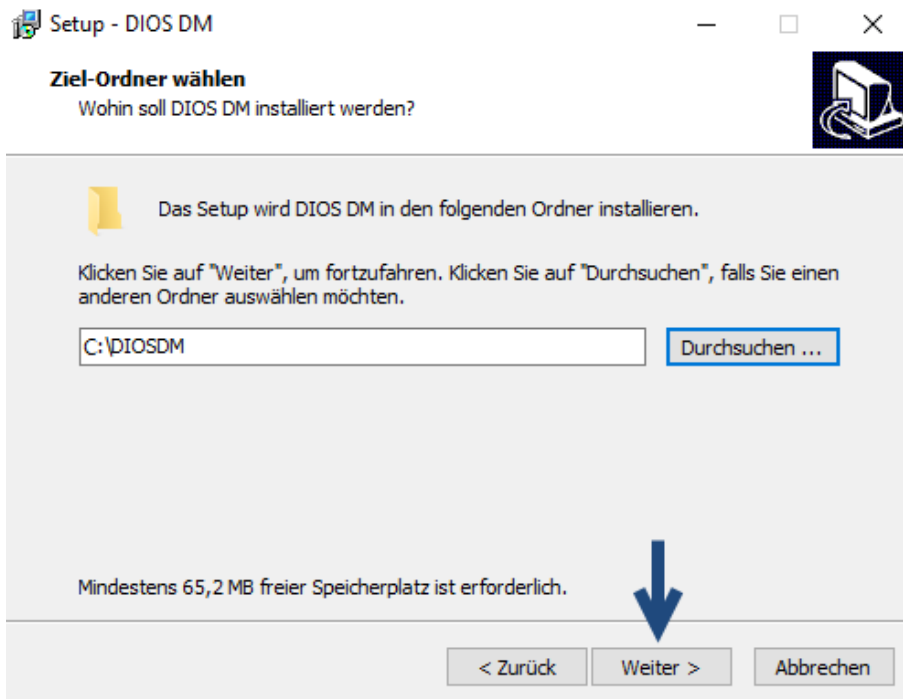 Setup - DIOS DM
Ziel-Ordner wählen
Wohin soll DIOS DM installiert werden?
Das Setup wird DIOS DM in den folgenden Ordner installieren.
Klicken Sie auf "Weiter", um fortzufahren. Klicken Sie auf "Durchsuchen", falls Sie einen
anderen Ordner auswählen möchten.
C:\DIOSDM
Durchsuchen ...
Mindestens 65,2 MB freier Speicherplatz ist erforderlich.
< Zurück
Weiter >
Abbrechen